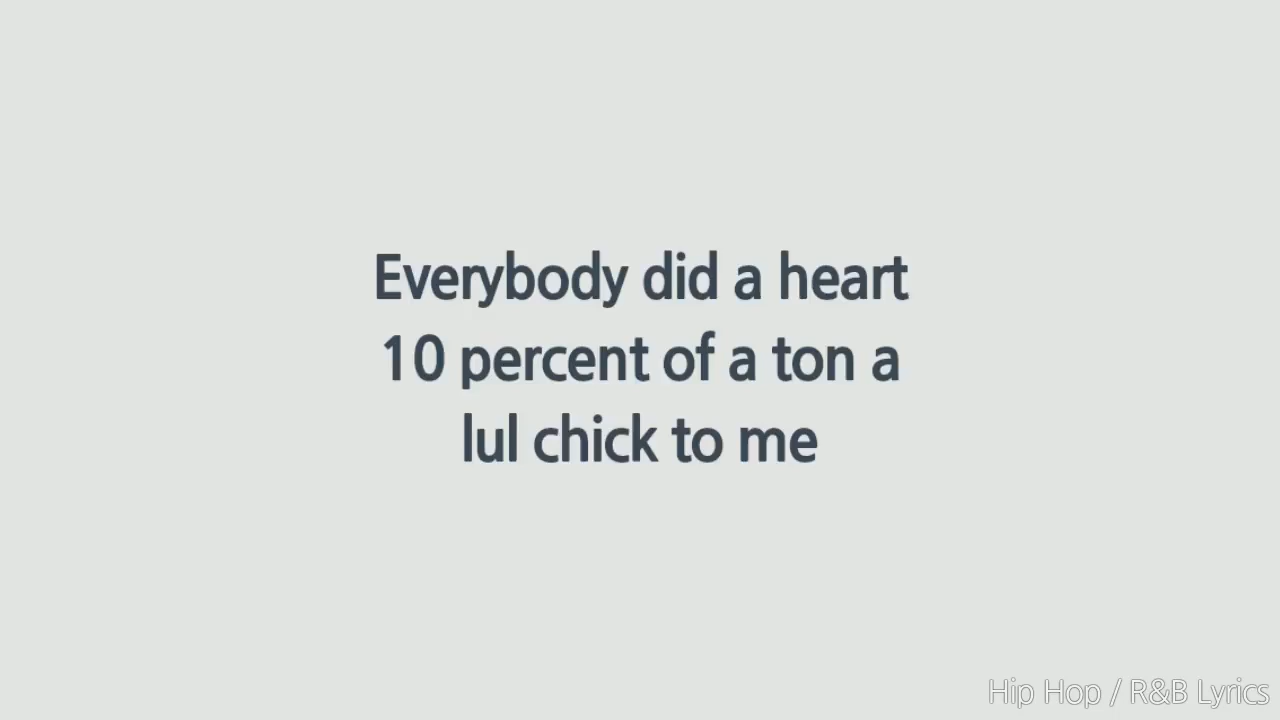 Everybody did a heart
10 percent of a ton a
lul chick to me
Hip Hop / R&B Lyrics